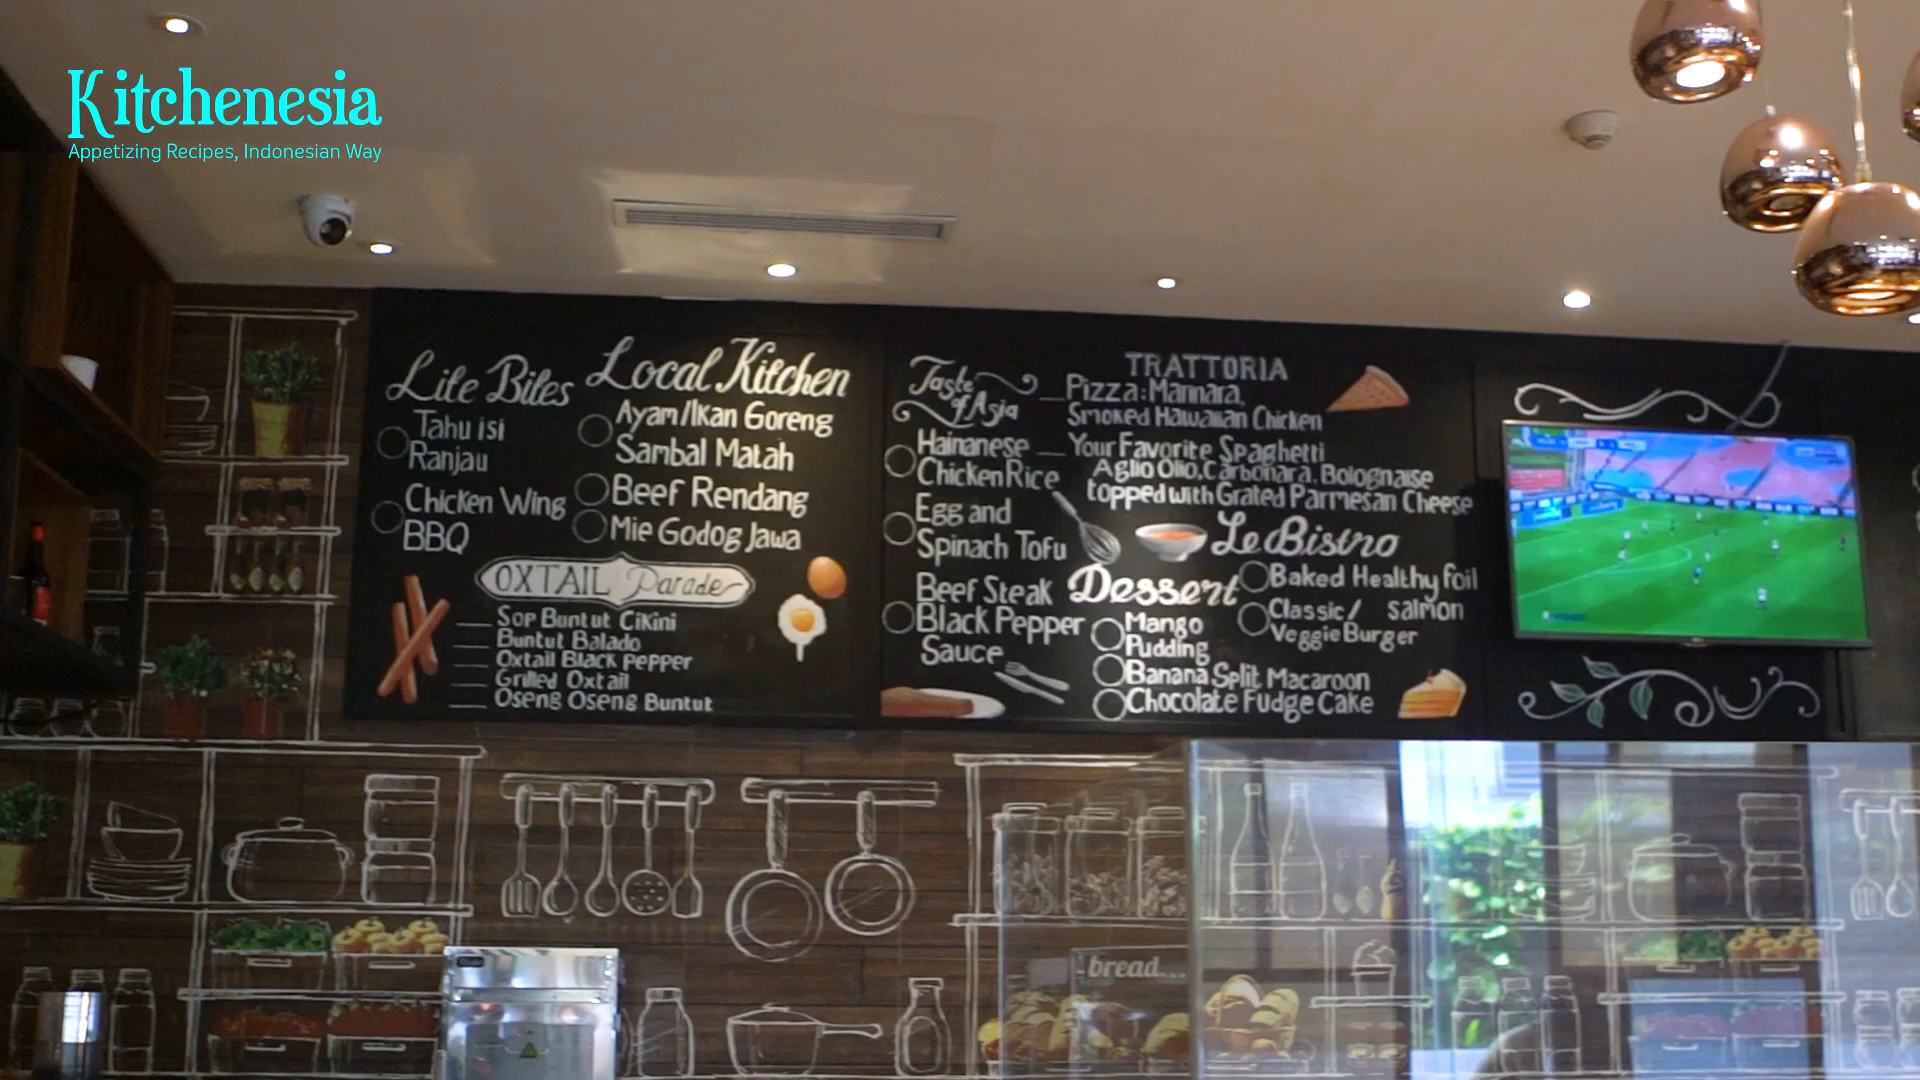 Kitchenesia
Appetizing Recipes, Indonesian Way
Lite Bites
Tahu isi
Ranjau
Chicken Wing
BBQ
Local Kitchen
Ayam/Ikan Goreng
Sambal Matah
Beef Rendang
Mie Godog Jawa
OXTAIL Parade
Sop Buntut Cikini
Buntut Balado
Oxtail Black Pepper
Grilled Oxtail
Oseng Oseng Buntut
Taste
of Asia
Hainanese
Chicken Rice
Egg and
Spinach Tofu
Beef Steak
Black Pepper
Sauce
TRATTORIA
Pizza: Marinara,
Smoked Hawaiian Chicken
Your Favorite Spaghetti
Aglio Olio, Carbonara, Bolognaise
topped with Grated Parmesan Cheese
Le Bistro
Baked Healthy foil
salmon
Classic/
Veggie Burger
Dessert
Mango
Pudding
Banana Split Macaroon
Chocolate Fudge Cake
bread...